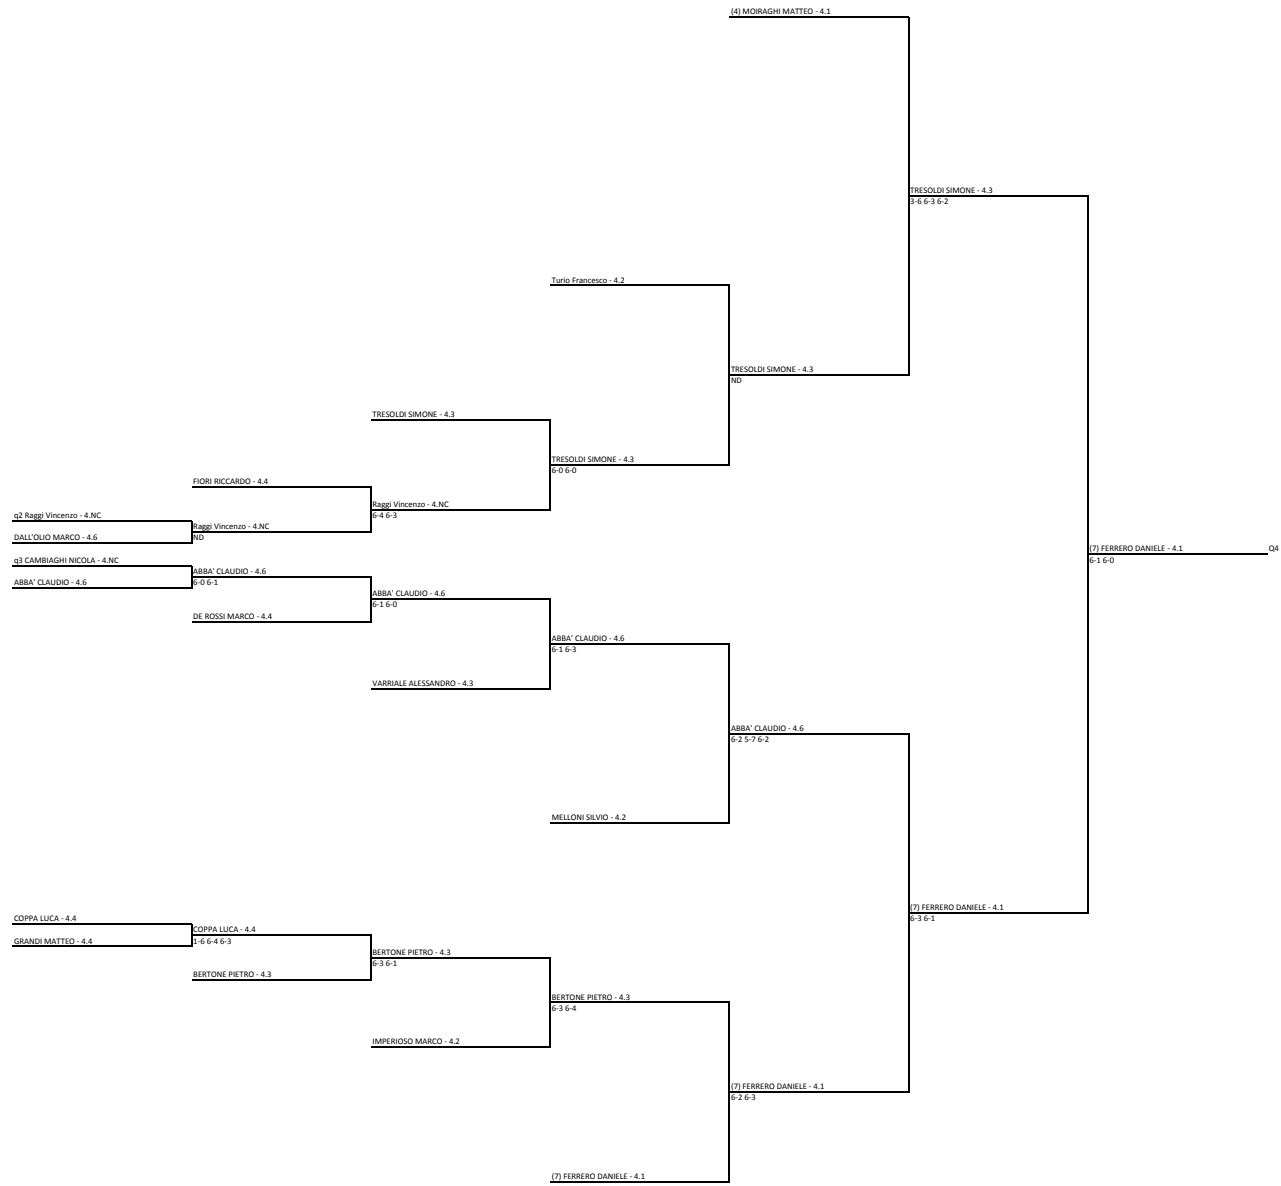 (4) MOIRAGHI MATTEO - 4.1
TRESOLDI SIMONE - 4.3
3-6 6-3 6-2
Turio Francesco - 4.2
TRESOLDI SIMONE - 4.3
ND
TRESOLDI SIMONE - 4.3
TRESOLDI SIMONE - 4.3
6-0 6-0
FIORI RICCARDO - 4.4
Raggi Vincenzo - 4.NC
6-4 6-3
q2 Raggi Vincenzo - 4.NC
Raggi Vincenzo - 4.NC
DALL'OLIO MARCO - 4.6
ND
(7) FERRERO DANIELE - 4.1
Q4
6-1 6-0
q3 CAMBIAGHI NICOLA - 4.NC
ABBA' CLAUDIO - 4.6
ABBA' CLAUDIO - 4.6
6-0 6-1
ABBA' CLAUDIO - 4.6
6-1 6-0
DE ROSSI MARCO - 4.4
ABBA' CLAUDIO - 4.6
6-1 6-3
VARRIALE ALESSANDRO - 4.3
ABBA' CLAUDIO - 4.6
6-2 5-7 6-2
MELLONI SILVIO - 4.2
(7) FERRERO DANIELE - 4.1
6-3 6-1
COPPA LUCA - 4.4
COPPA LUCA - 4.4
GRANDI MATTEO - 4.4
1-6 6-4 6-3
BERTONE PIETRO - 4.3
6-3 6-1
BERTONE PIETRO - 4.3
BERTONE PIETRO - 4.3
6-3 6-4
IMPERIOSO MARCO - 4.2
(7) FERRERO DANIELE - 4.1
6-2 6-3
(7) FERRERO DANIELE - 4.1